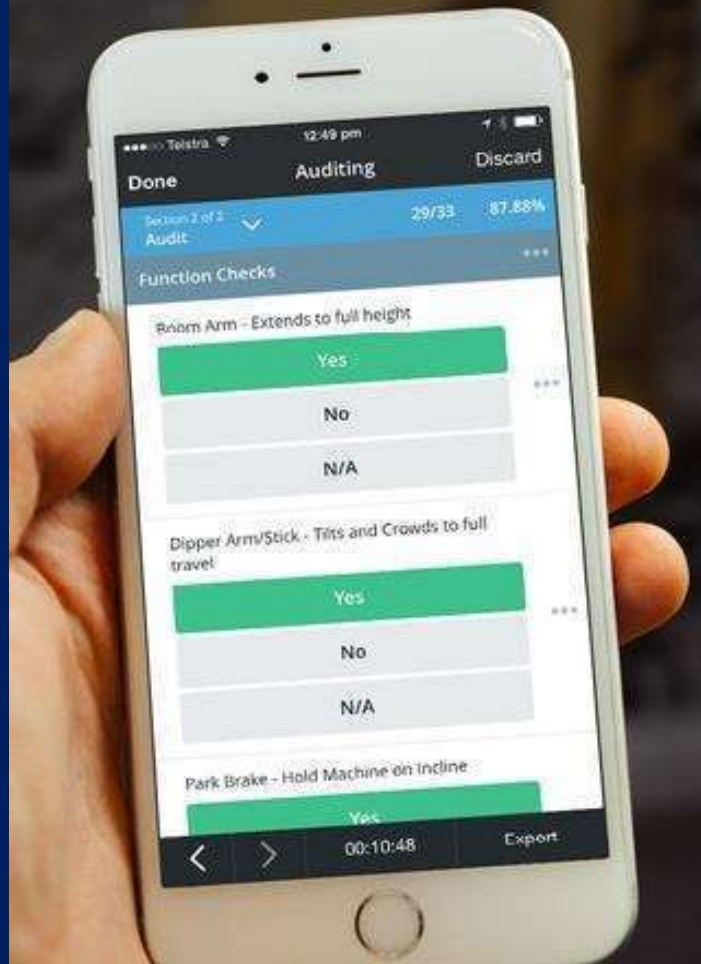 Telstra 12:49 pm
Done Auditing Discard
Section 2 of 2
Audit 29/33 87.88%
Function Checks
Boom Arm - Extends to full height
Yes
No
N/A
Dipper Arm/Stick - Tilts and Crowds to full
travel
Yes
No
N/A
Park Brake - Hold Machine on Incline
Yes
00:10:48 Export